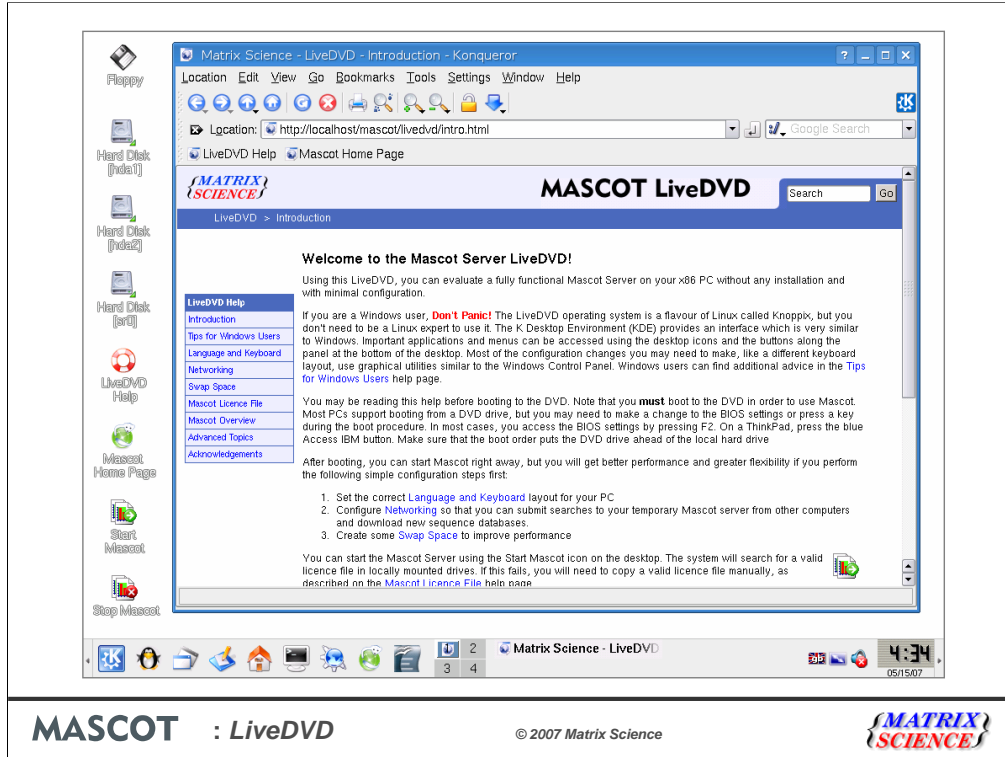 Floppy
Hard Disk
[hda1]
Hard Disk
[hda2]
Hard Disk
[sr0]
LiveDVD
Help
Mascot
Home Page
Start
Mascot
Stop Mascot
Matrix Science - LiveDVD - Introduction - Konqueror
Location Edit View Go Bookmarks Tools Settings Window Help
Location: http://localhost/mascot/livedvd/intro.html
Google Search
LiveDVD Help Mascot Home Page
MATRIX
SCIENCE
MASCOT LiveDVD
Search Go
LiveDVD > Introduction
LiveDVD Help
Introduction
Tips for Windows Users
Language and Keyboard
Networking
Swap Space
Mascot Licence File
Mascot Overview
Advanced Topics
Acknowledgements
Welcome to the Mascot Server LiveDVD!
Using this LiveDVD, you can evaluate a fully functional Mascot Server on your x86 PC without any installation and
with minimal configuration.
If you are a Windows user, Don't Panic! The LiveDVD operating system is a flavour of Linux called Knoppix, but you
don't need to be a Linux expert to use it. The K Desktop Environment (KDE) provides an interface which is very similar
to Windows. Important applications and menus can be accessed using the desktop icons and the buttons along the
panel at the bottom of the desktop. Most of the configuration changes you may need to make, like a different keyboard
layout, use graphical utilities similar to the Windows Control Panel. Windows users can find additional advice in the Tips
for Windows Users help page.
You may be reading this help before booting to the DVD. Note that you must boot to the DVD in order to use Mascot.
Most PCs support booting from a DVD drive, but you may need to make a change to the BIOS settings or press a key
during the boot procedure. In most cases, you access the BIOS settings by pressing F2. On a ThinkPad, press the blue
Access IBM button. Make sure that the boot order puts the DVD drive ahead of the local hard drive
After booting, you can start Mascot right away, but you will get better performance and greater flexibility if you perform
the following simple configuration steps first:
1. Set the correct Language and Keyboard layout for your PC
2. Configure Networking so that you can submit searches to your temporary Mascot server from other computers
and download new sequence databases.
3. Create some Swap Space to improve performance
You can start the Mascot Server using the Start Mascot icon on the desktop. The system will search for a valid
licence file in locally mounted drives. If this fails, you will need to copy a valid licence file manually, as
described on the Mascot Licence File help page
2
3 4
Matrix Science - LiveDVD
gb
4:34
05/15/07
MASCOT : LiveDVD
© 2007 Matrix Science
MATRIX
SCIENCE